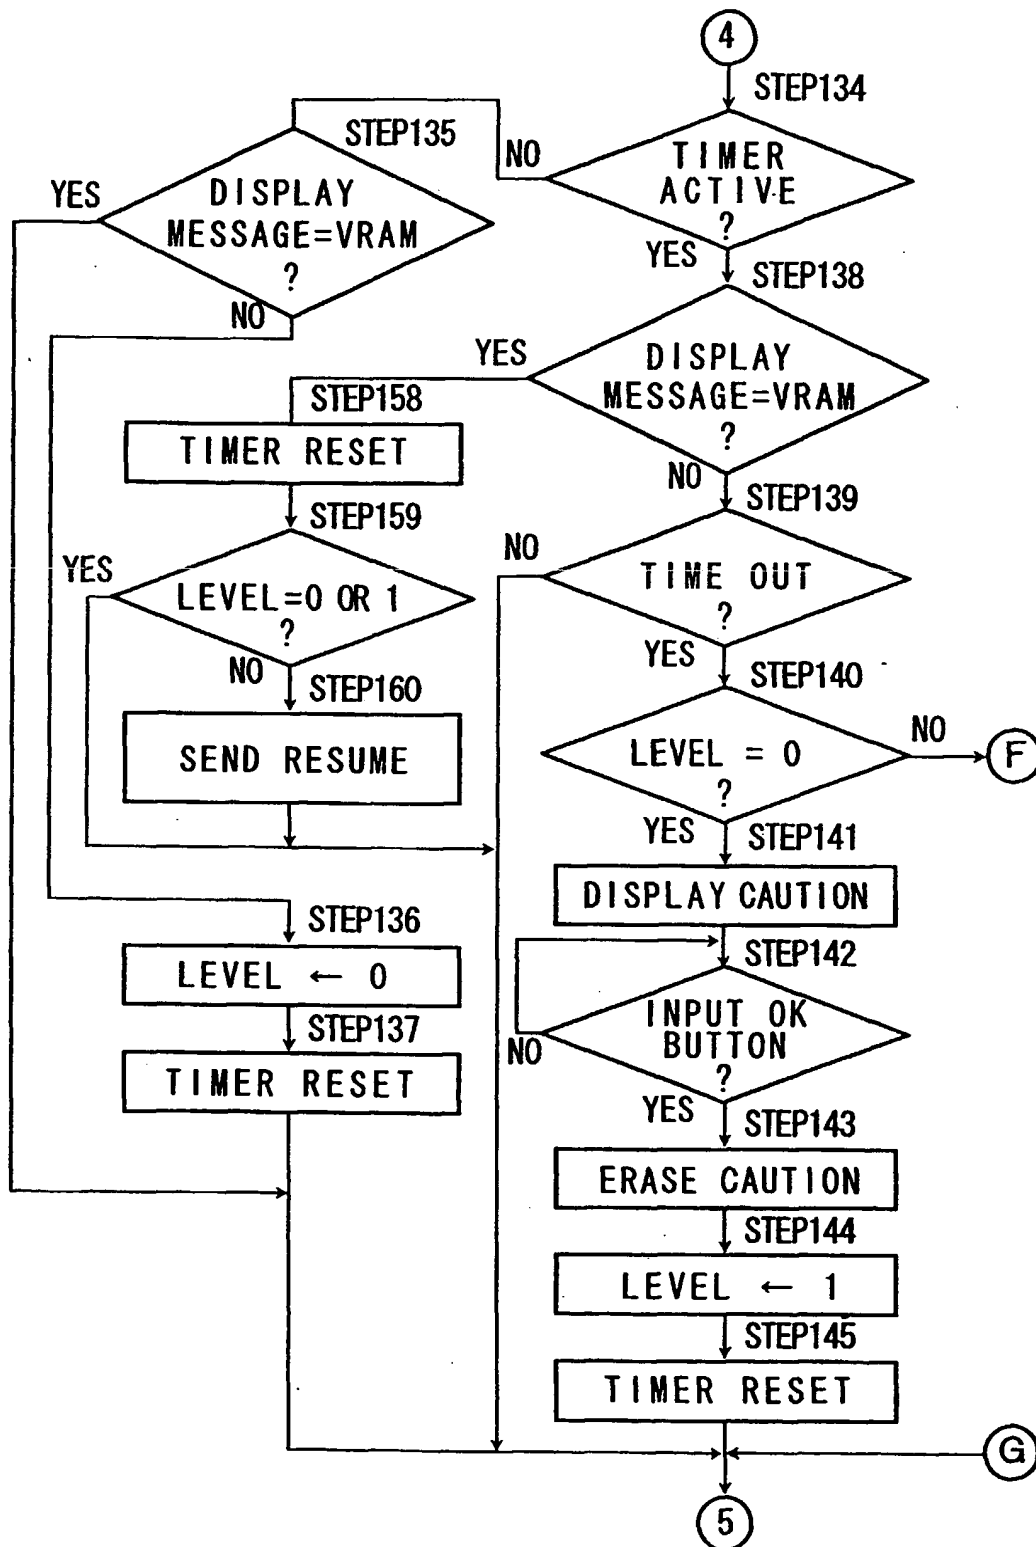 4
STEP134
TIMER
ACTIVE
?
NO
YES
STEP135
DISPLAY
MESSAGE=VRAM
?
YES
NO
STEP138
DISPLAY
MESSAGE=VRAM
?
YES
NO
STEP158
TIMER RESET
STEP159
LEVEL=0 OR 1
?
YES
NO
STEP160
SEND RESUME
STEP139
TIME OUT
?
NO
YES
STEP140
LEVEL = 0
?
NO
F
YES
STEP141
DISPLAY CAUTION
STEP142
INPUT OK
BUTTON
?
NO
YES
STEP136
LEVEL ← 0
STEP137
TIMER RESET
STEP143
ERASE CAUTION
STEP144
LEVEL ← 1
STEP145
TIMER RESET
G
5